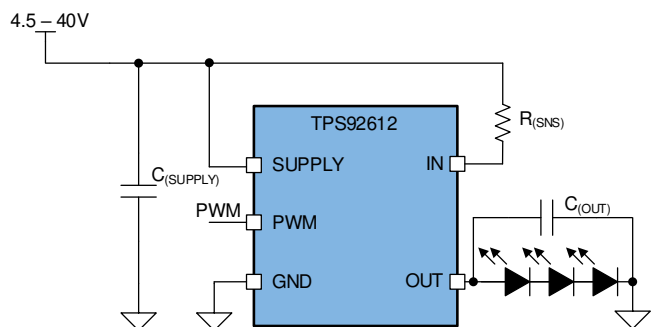 4.5 – 40V
TPS92612
R(SNS)
SUPPLY
IN
C(SUPPLY)
PWM
PWM
C(OUT)
GND
OUT